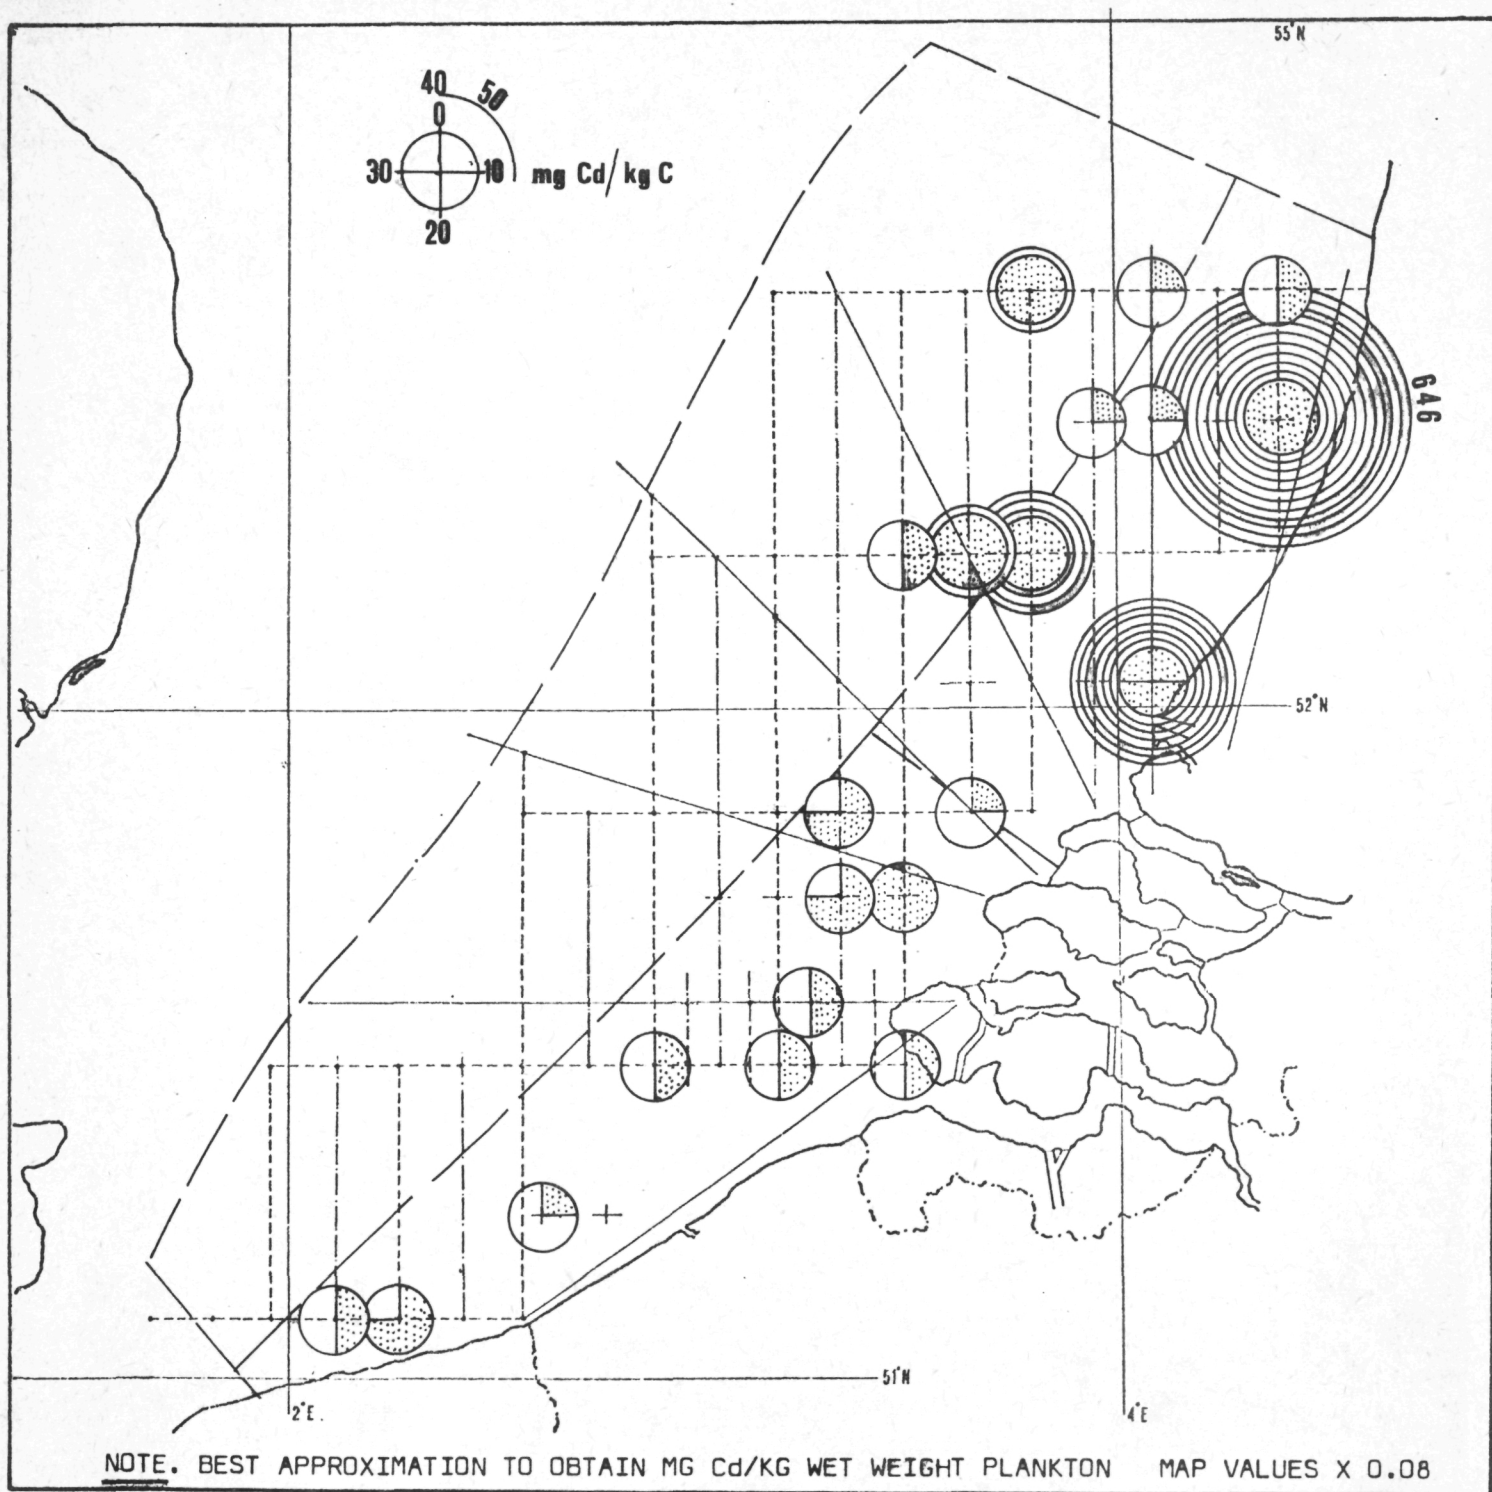 55°N
40
50
0
30
10
mg Cd/kg C
20
646
52°N
51°N
2°E.
4°E
NOTE. BEST APPROXIMATION TO OBTAIN MG Cd/KG WET WEIGHT PLANKTON MAP VALUES X 0.08